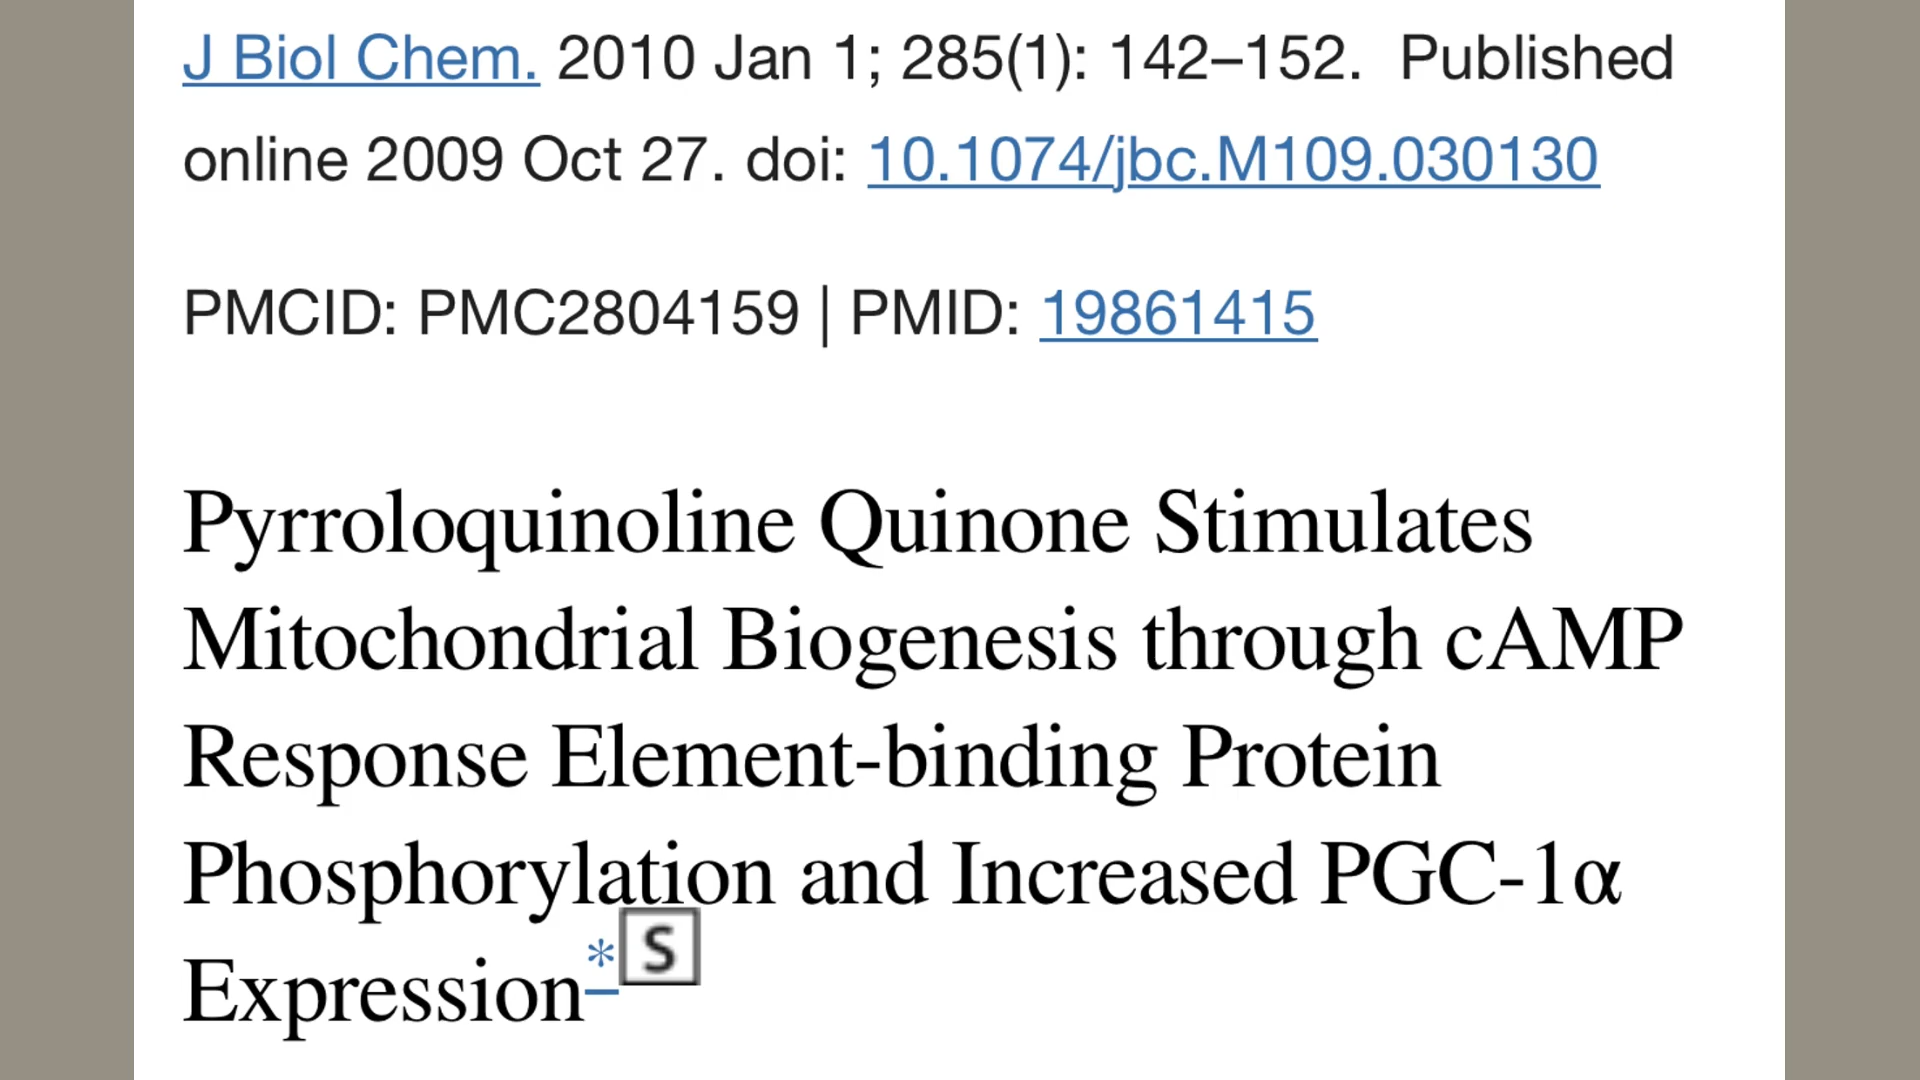 J Biol Chem. 2010 Jan 1; 285(1): 142–152. Published
online 2009 Oct 27. doi: 10.1074/jbc.M109.030130
PMCID: PMC2804159 | PMID: 19861415
Pyrroloquinoline Quinone Stimulates
Mitochondrial Biogenesis through cAMP
Response Element-binding Protein
Phosphorylation and Increased PGC-1α
Expression* S